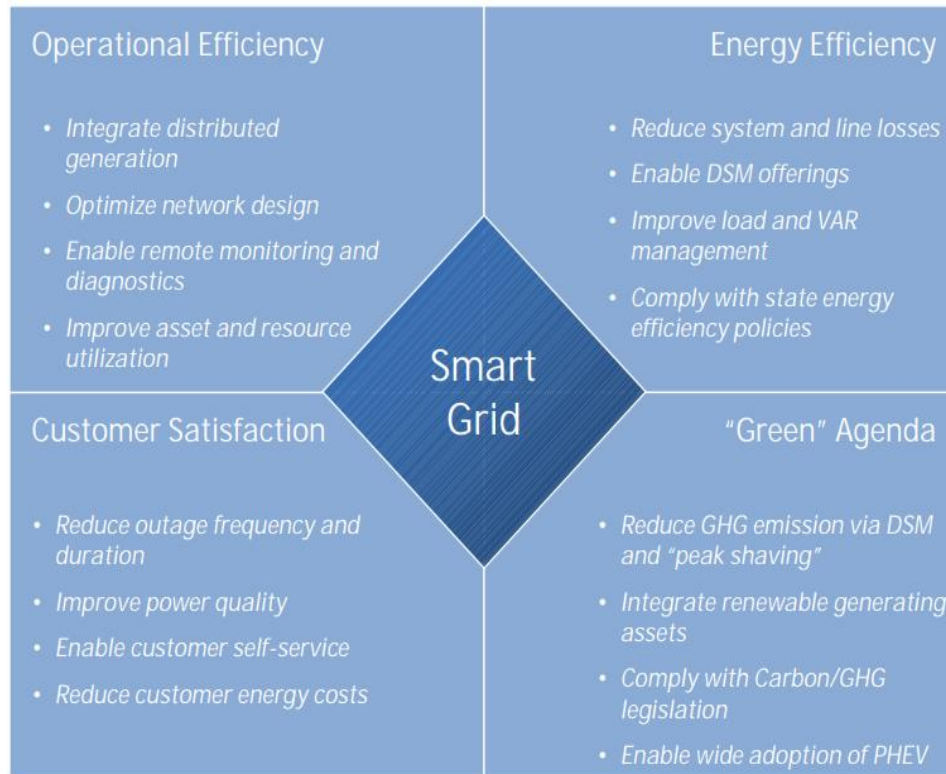 Operational Efficiency
• Integrate distributed
generation
• Optimize network design
• Enable remote monitoring and
diagnostics
• Improve asset and resource
utilization
Energy Efficiency
• Reduce system and line losses
• Enable DSM offerings
• Improve load and VAR
management
• Comply with state energy
efficiency policies
Smart
Grid
Customer Satisfaction
• Reduce outage frequency and
duration
• Improve power quality
• Enable customer self-service
• Reduce customer energy costs
"Green" Agenda
• Reduce GHG emission via DSM
and "peak shaving"
• Integrate renewable generating
assets
• Comply with Carbon/GHG
legislation
• Enable wide adoption of PHEV